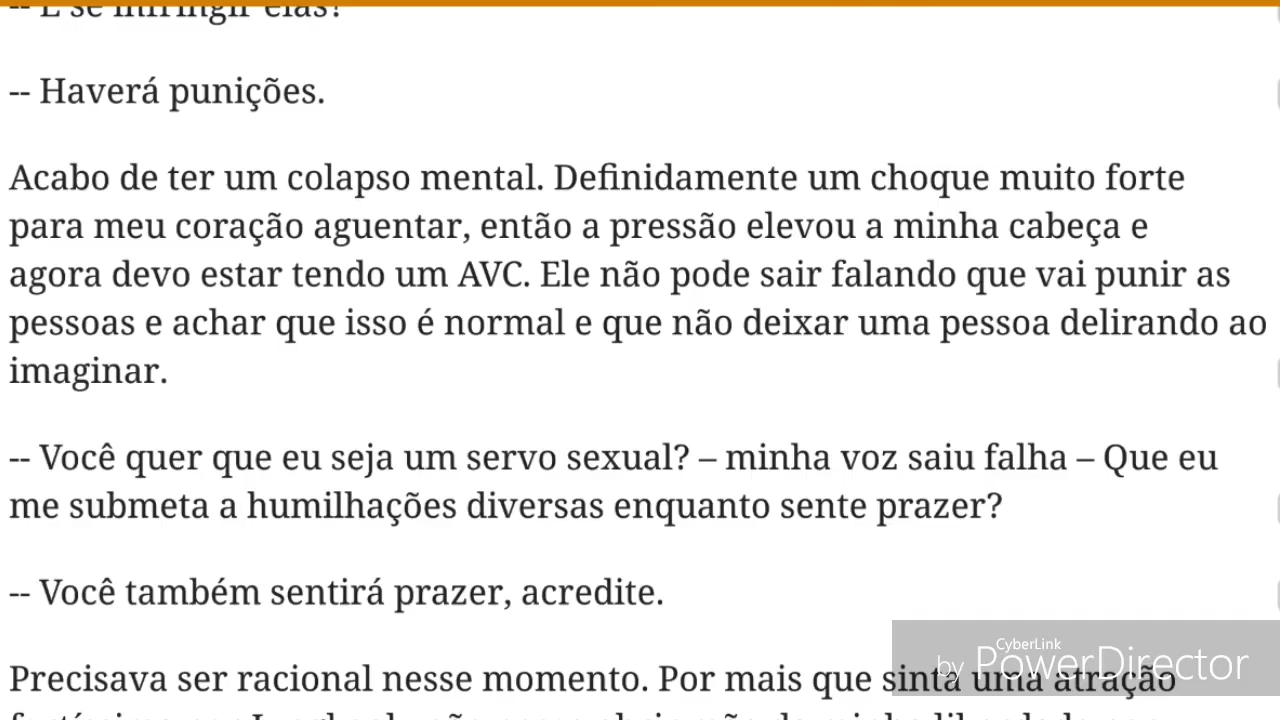 -- E se infringir elas?
-- Haverá punições.
Acabo de ter um colapso mental. Definidamente um choque muito forte
para meu coração aguentar, então a pressão elevou a minha cabeça e
agora devo estar tendo um AVC. Ele não pode sair falando que vai punir as
pessoas e achar que isso é normal e que não deixar uma pessoa delirando ao
imaginar.
-- Você quer que eu seja um servo sexual? – minha voz saiu falha – Que eu
me submeta a humilhações diversas enquanto sente prazer?
-- Você também sentirá prazer, acredite.
CyberLink
by PowerDirector
Precisava ser racional nesse momento. Por mais que sinta uma atração